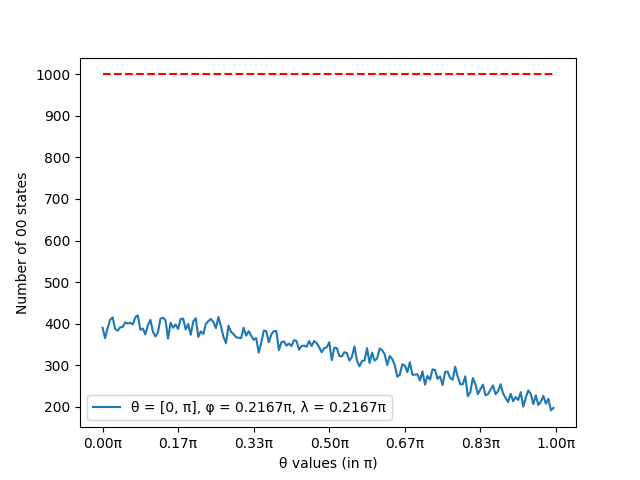 1000
900
800
700
600
500
400
300
200
Number of 00 states
θ = [0, π], φ = 0.2167π, λ = 0.2167π
0.00π 0.17π 0.33π 0.50π 0.67π 0.83π 1.00π
θ values (in π)